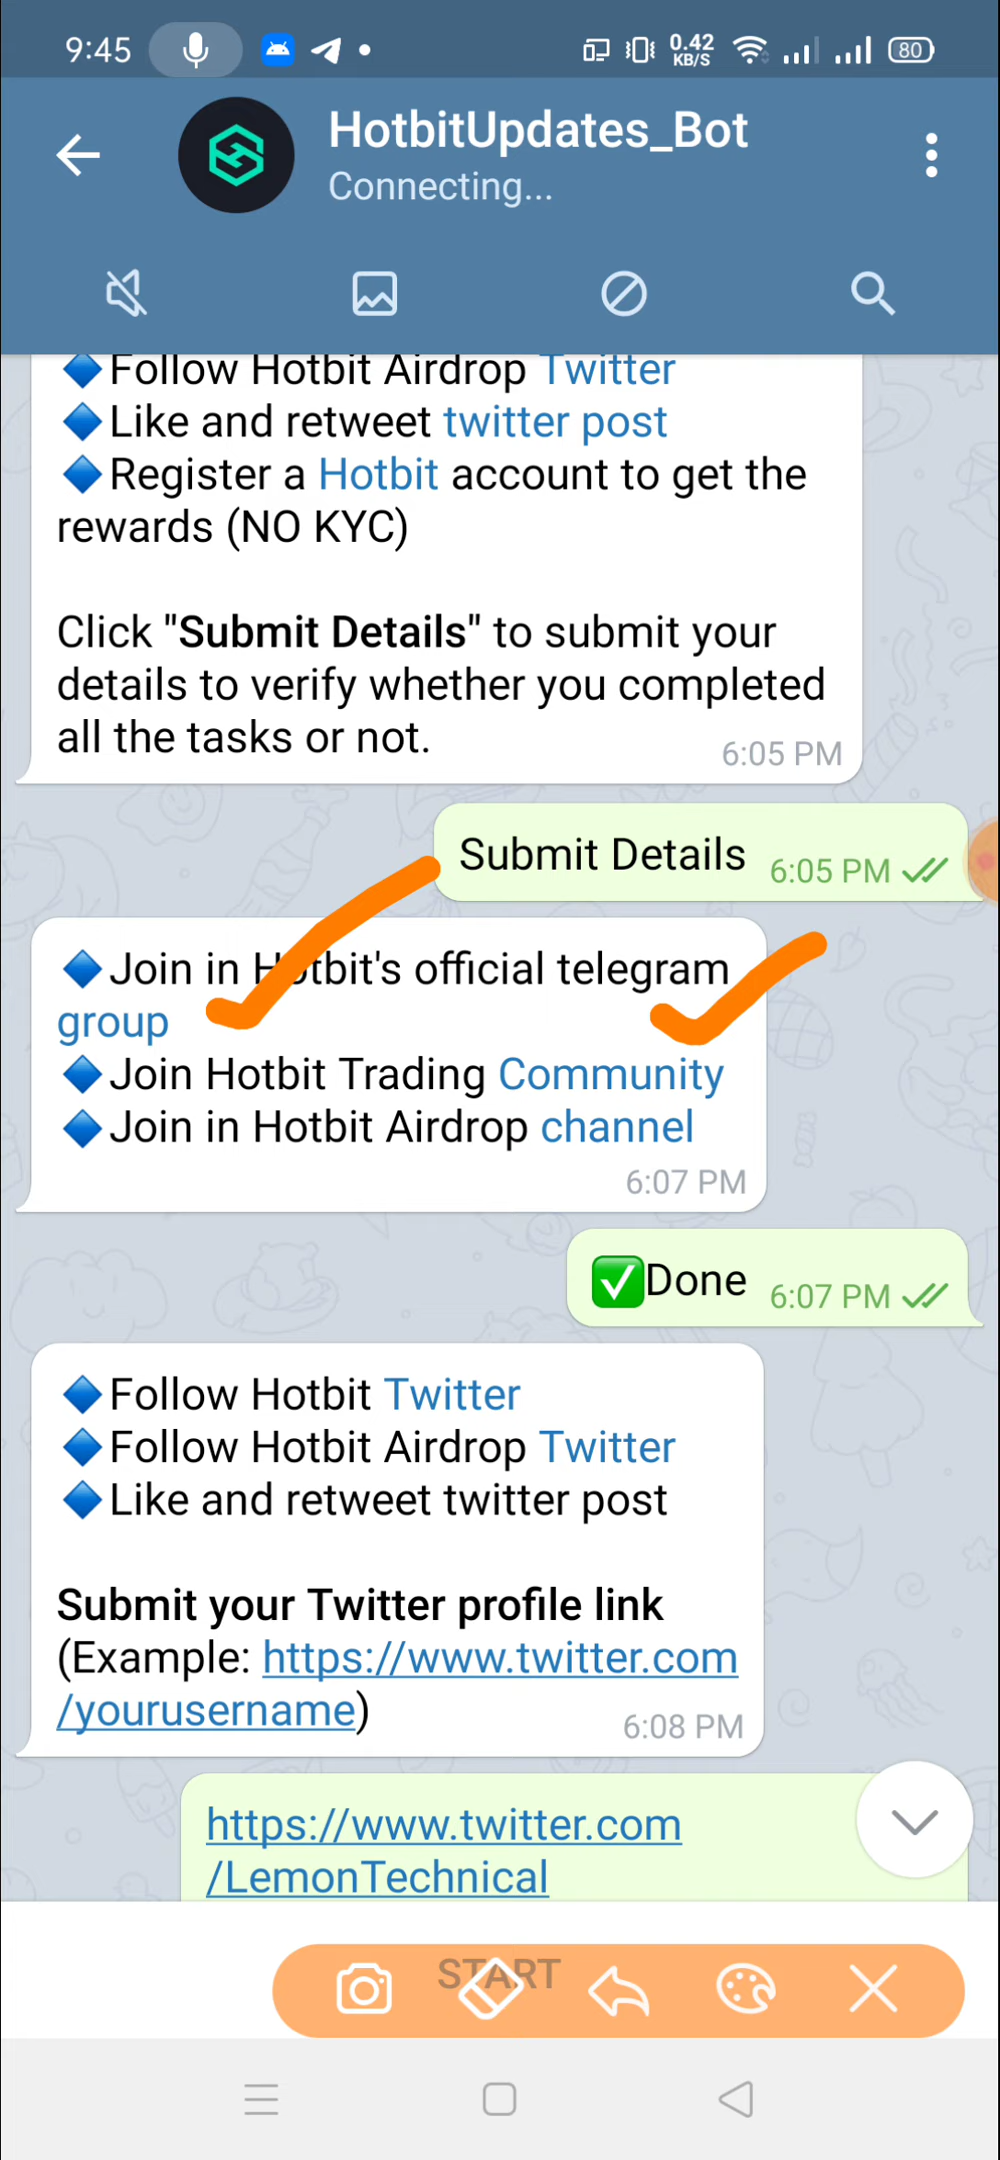 9:45
0.42
KB/S
80
HotbitUpdates_Bot
Connecting...
🔷Follow Hotbit Airdrop Twitter
🔷Like and retweet twitter post
🔷Register a Hotbit account to get the
rewards (NO KYC)
Click "Submit Details" to submit your
details to verify whether you completed
all the tasks or not.
6:05 PM
Submit Details
6:05 PM
🔷Join in Hotbit's official telegram
group
🔷Join Hotbit Trading Community
🔷Join in Hotbit Airdrop channel
6:07 PM
✅Done
6:07 PM
🔷Follow Hotbit Twitter
🔷Follow Hotbit Airdrop Twitter
🔷Like and retweet twitter post
Submit your Twitter profile link
(Example: https://www.twitter.com
/yourusername)
6:08 PM
https://www.twitter.com
/LemonTechnical
START